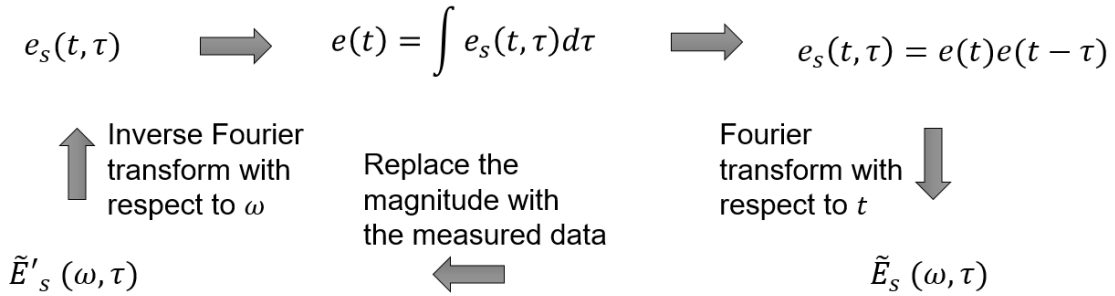 e_s(t, τ)
e(t) = ∫ e_s(t, τ)dτ
e_s(t, τ) = e(t)e(t − τ)
Inverse Fourier
transform with
respect to ω
Replace the
magnitude with
the measured data
Fourier
transform with
respect to t
Ẽ'_s (ω, τ)
Ẽ_s (ω, τ)